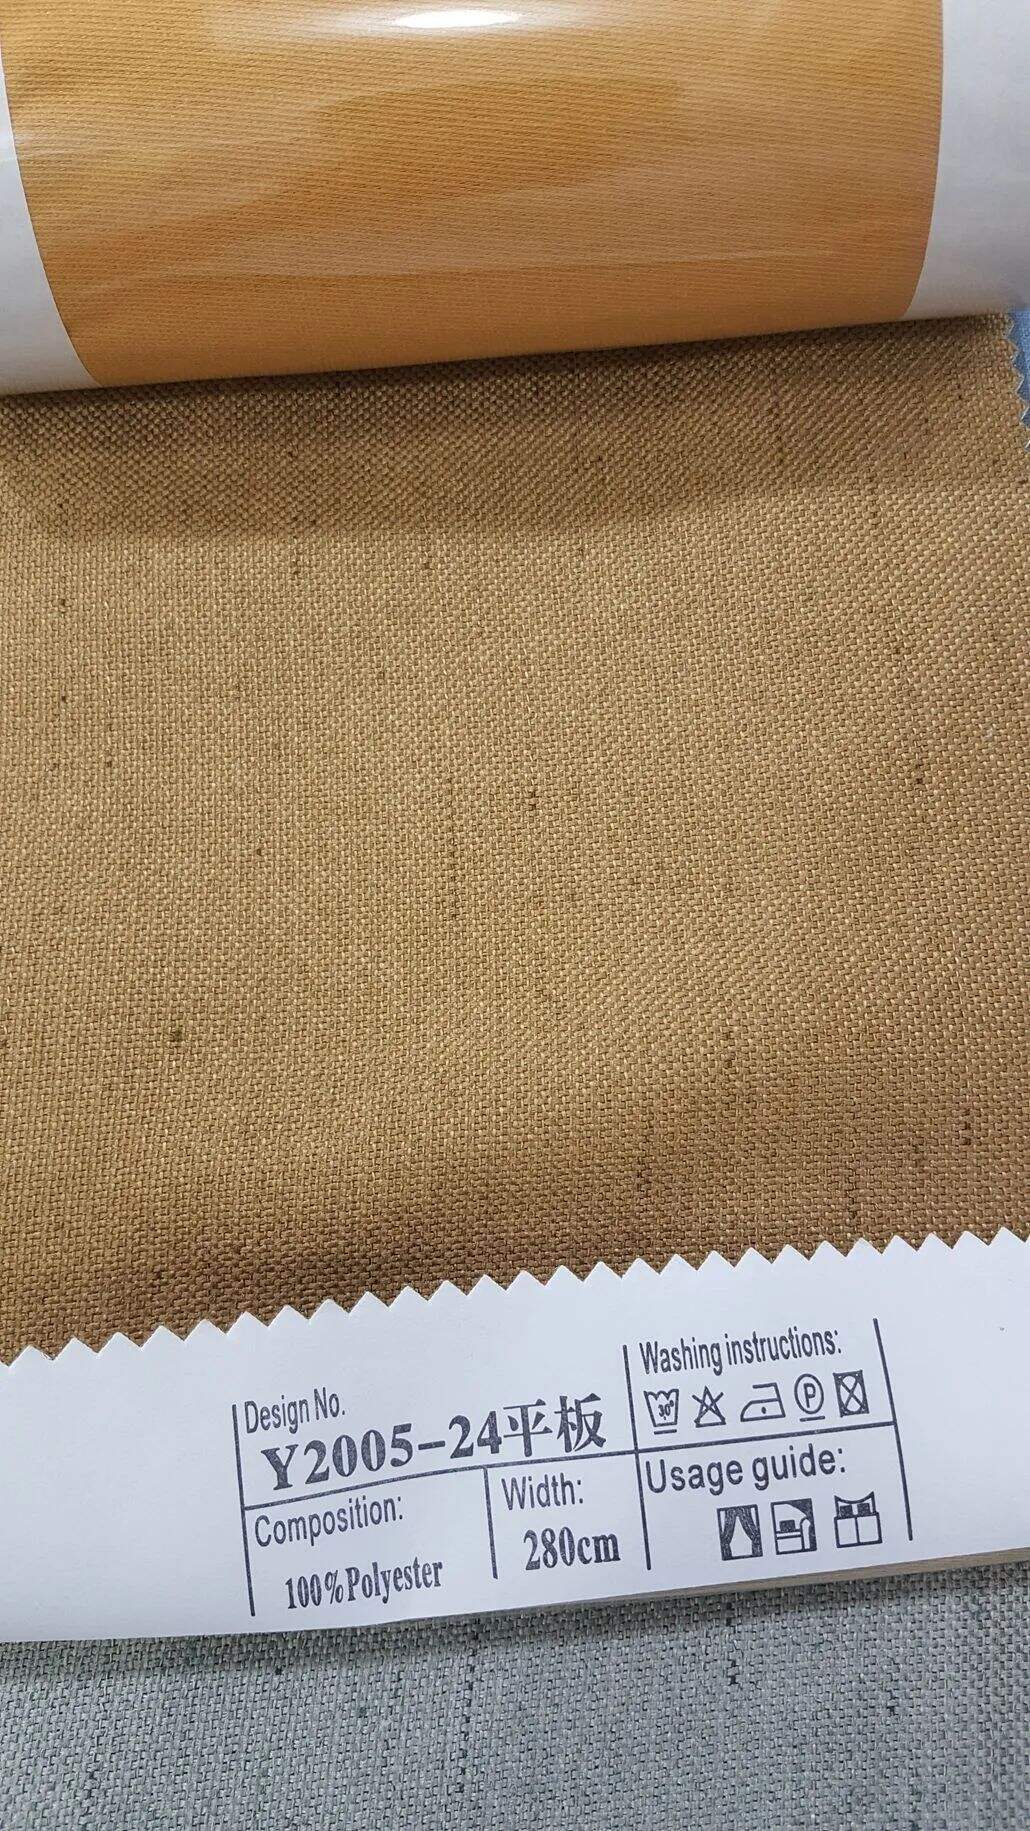 Design No.
Y2005-24平板
Composition:
100%Polyester
Width:
280cm
Washing instructions:
30°
P
Usage guide: